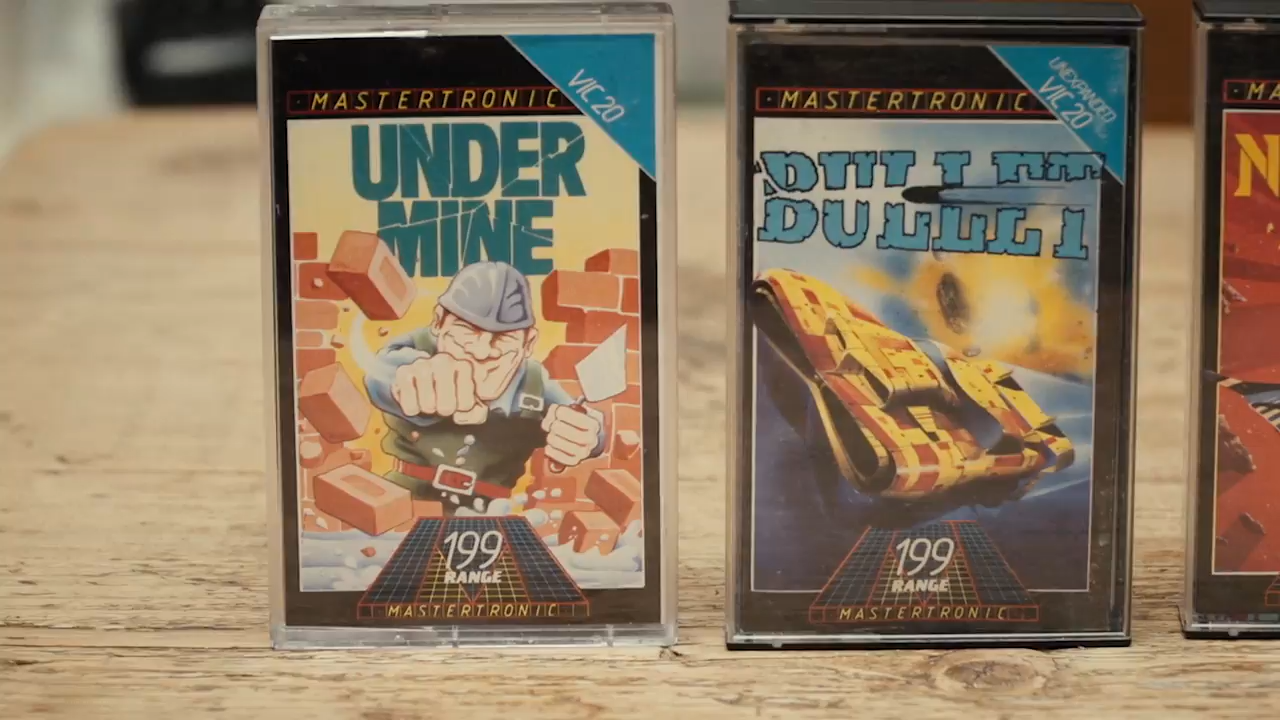 MASTERTRONIC
VIC 20
UNDER
MINE
199
RANGE
MASTERTRONIC
MASTERTRONIC
UNEXPANDED
VIC 20
BULLET
199
RANGE
MASTERTRONIC
MA
N